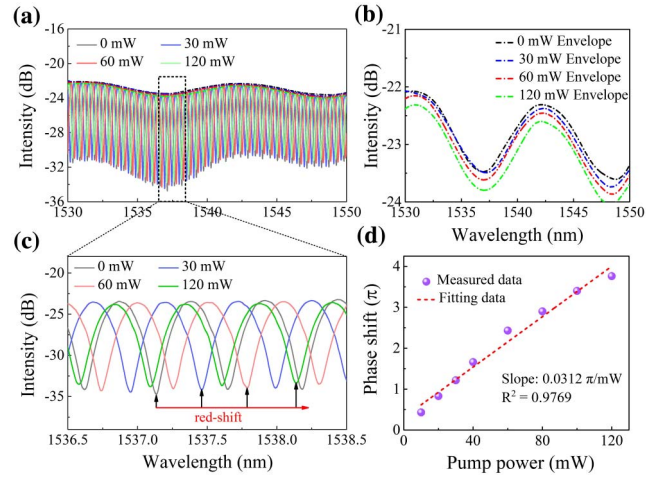 (a)
-16
-20
-24
-28
-32
-36
Intensity (dB)
0 mW
30 mW
60 mW
120 mW
1530
1535
1540
1545
1550
Wavelength (nm)
(b)
-21
-22
-23
-24
Intensity (dB)
0 mW Envelope
30 mW Envelope
60 mW Envelope
120 mW Envelope
1530
1535
1540
1545
1550
Wavelength (nm)
(c)
-20
-25
-30
-35
Intensity (dB)
0 mW
30 mW
60 mW
120 mW
red-shift
1536.5
1537.0
1537.5
1538.0
1538.5
Wavelength (nm)
(d)
4
3
2
1
0
Phase shift (π)
Measured data
Fitting data
Slope: 0.0312 π/mW
R² = 0.9769
0
40
80
120
Pump power (mW)